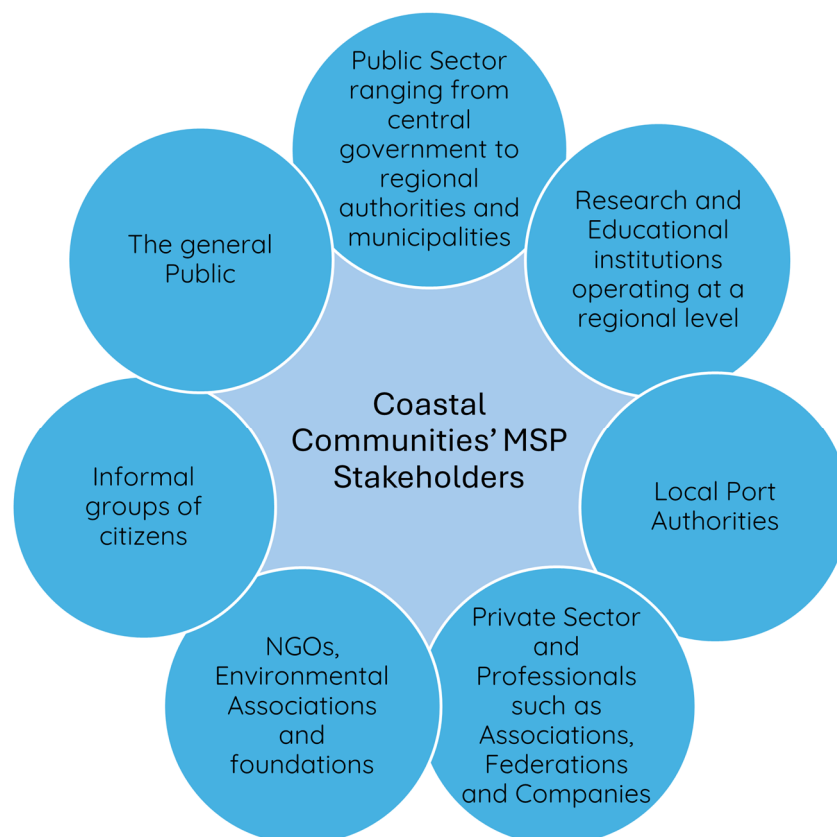 Public Sector
ranging from
central
government to
regional
authorities and
municipalities
Research and
Educational
institutions
operating at a
regional level
Local Port
Authorities
Private Sector
and
Professionals
such as
Associations,
Federations
and Companies
NGOs,
Environmental
Associations
and
foundations
Informal
groups of
citizens
The general
Public
Coastal
Communities’ MSP
Stakeholders